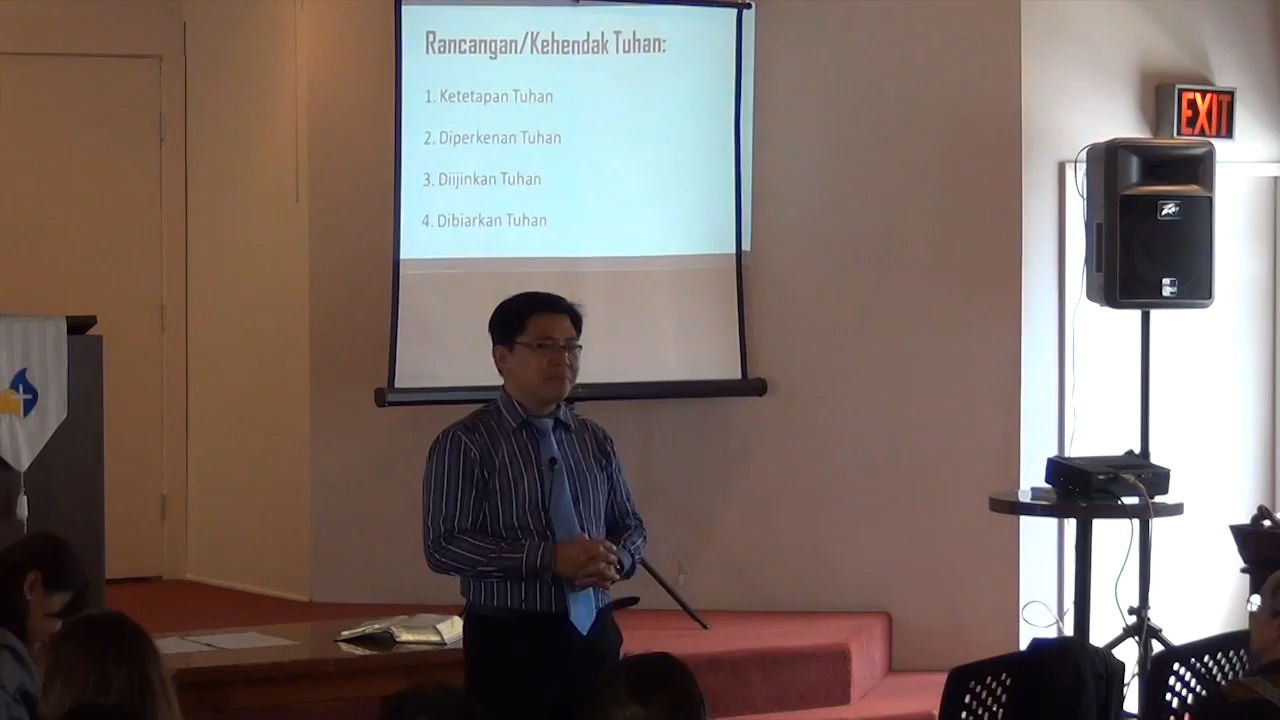 Rancangan/Kehendak Tuhan:
1. Ketetapan Tuhan
2. Diperkenan Tuhan
3. Diijinkan Tuhan
4. Dibiarkan Tuhan
EXIT